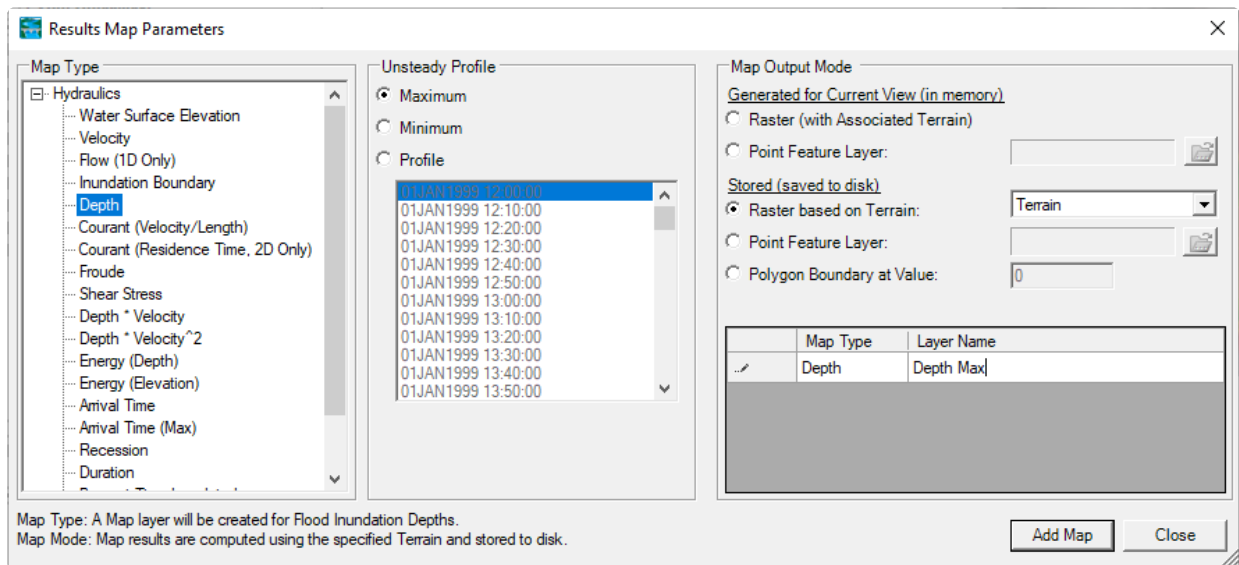 Results Map Parameters
Map Type
Hydraulics
Water Surface Elevation
Velocity
Flow (1D Only)
Inundation Boundary
Depth
Courant (Velocity/Length)
Courant (Residence Time, 2D Only)
Froude
Shear Stress
Depth * Velocity
Depth * Velocity^2
Energy (Depth)
Energy (Elevation)
Arrival Time
Arrival Time (Max)
Recession
Duration
Unsteady Profile
Maximum
Minimum
Profile
01JAN1999 12:00:00
01JAN1999 12:10:00
01JAN1999 12:20:00
01JAN1999 12:30:00
01JAN1999 12:40:00
01JAN1999 12:50:00
01JAN1999 13:00:00
01JAN1999 13:10:00
01JAN1999 13:20:00
01JAN1999 13:30:00
01JAN1999 13:40:00
01JAN1999 13:50:00
Map Output Mode
Generated for Current View (in memory)
Raster (with Associated Terrain)
Point Feature Layer:
Stored (saved to disk)
Raster based on Terrain: Terrain
Point Feature Layer:
Polygon Boundary at Value: 0
Map Type Layer Name
Depth Depth Max
Map Type: A Map layer will be created for Flood Inundation Depths.
Map Mode: Map results are computed using the specified Terrain and stored to disk.
Add Map Close